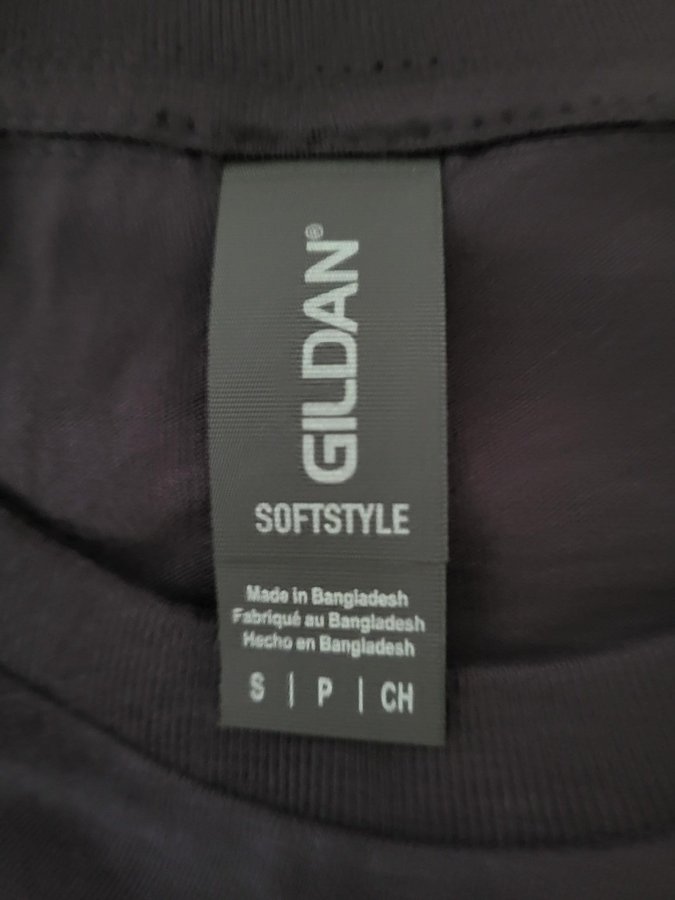 GILDAN®
SOFTSTYLE
Made in Bangladesh
Fabriqué au Bangladesh
Hecho en Bangladesh
S | P | CH